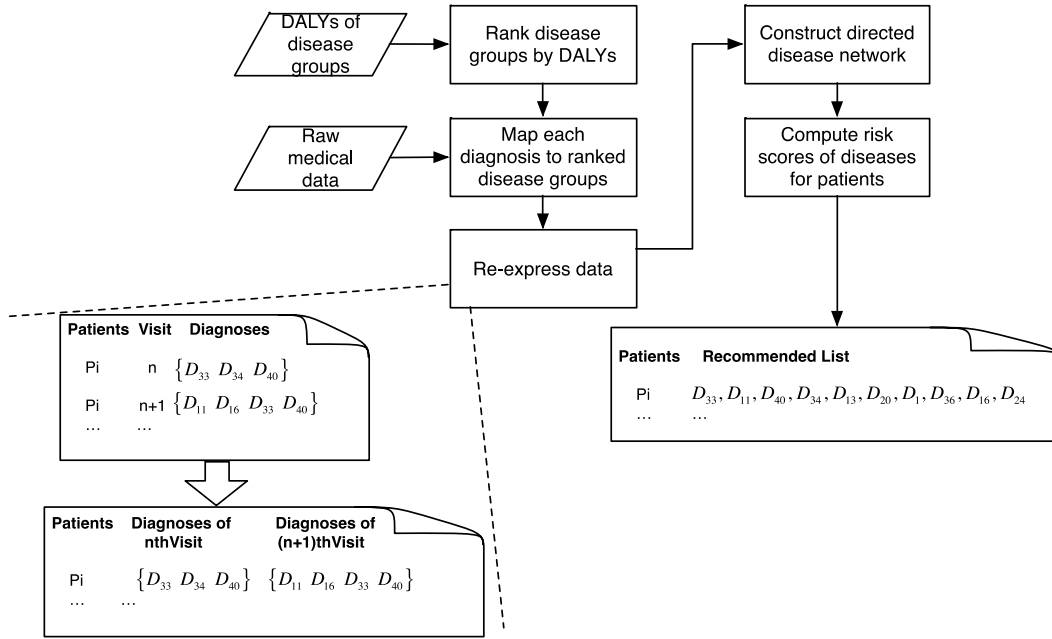 DALYs of
disease
groups
Rank disease
groups by DALYs
Construct directed
disease network
Raw
medical
data
Map each
diagnosis to ranked
disease groups
Compute risk
scores of diseases
for patients
Re-express data
Patients Visit Diagnoses
Pi n {D₃₃ D₃₄ D₄₀}
Pi n+1 {D₁₁ D₁₆ D₃₃ D₄₀}
... ...
Patients Recommended List
Pi D₃₃, D₁₁, D₄₀, D₃₄, D₁₃, D₂₀, D₁, D₃₆, D₁₆, D₂₄
... ...
Patients Diagnoses of Diagnoses of
nthVisit (n+1)thVisit
Pi {D₃₃ D₃₄ D₄₀} {D₁₁ D₁₆ D₃₃ D₄₀}
... ...